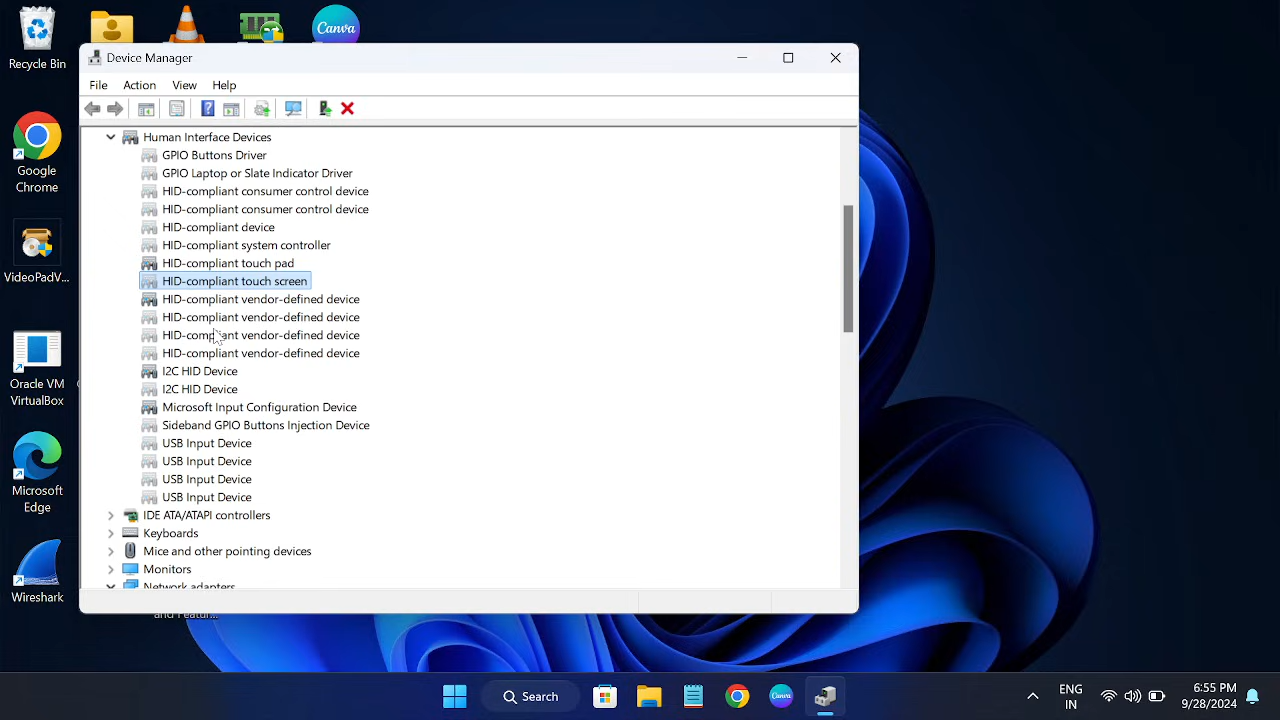 Recycle Bin
Canva
Google
Chrome
VideoPadV...
Oracle VM
VirtualBox
Microsoft
Edge
Wireshark
Device Manager
File
Action
View
Help
Human Interface Devices
GPIO Buttons Driver
GPIO Laptop or Slate Indicator Driver
HID-compliant consumer control device
HID-compliant consumer control device
HID-compliant device
HID-compliant system controller
HID-compliant touch pad
HID-compliant touch screen
HID-compliant vendor-defined device
HID-compliant vendor-defined device
HID-compliant vendor-defined device
HID-compliant vendor-defined device
I2C HID Device
I2C HID Device
Microsoft Input Configuration Device
Sideband GPIO Buttons Injection Device
USB Input Device
USB Input Device
USB Input Device
USB Input Device
IDE ATA/ATAPI controllers
Keyboards
Mice and other pointing devices
Monitors
Network adapters
and Featur...
Search
Canva
ENG
IN
6:55 PM
9/28/2024